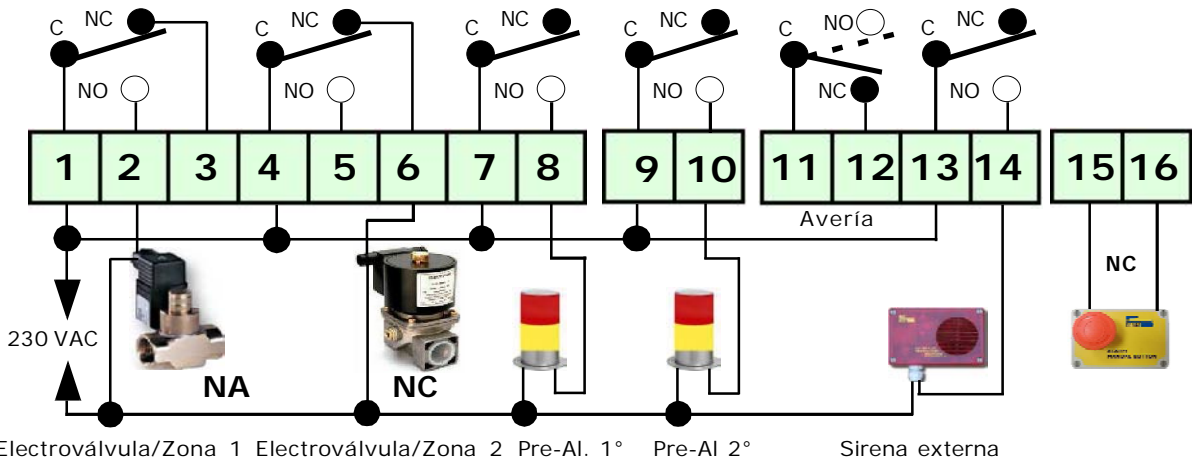 C NC C NC C NC C NC C NO C NC
NO NO NO NO NC NO
1 2 3 4 5 6 7 8 9 10 11 12 13 14 15 16
Avería
NC
230 VAC
MANUAL BUTTON
NA NC
Electroválvula/Zona 1 Electroválvula/Zona 2 Pre-Al. 1° Pre-Al 2° Sirena externa